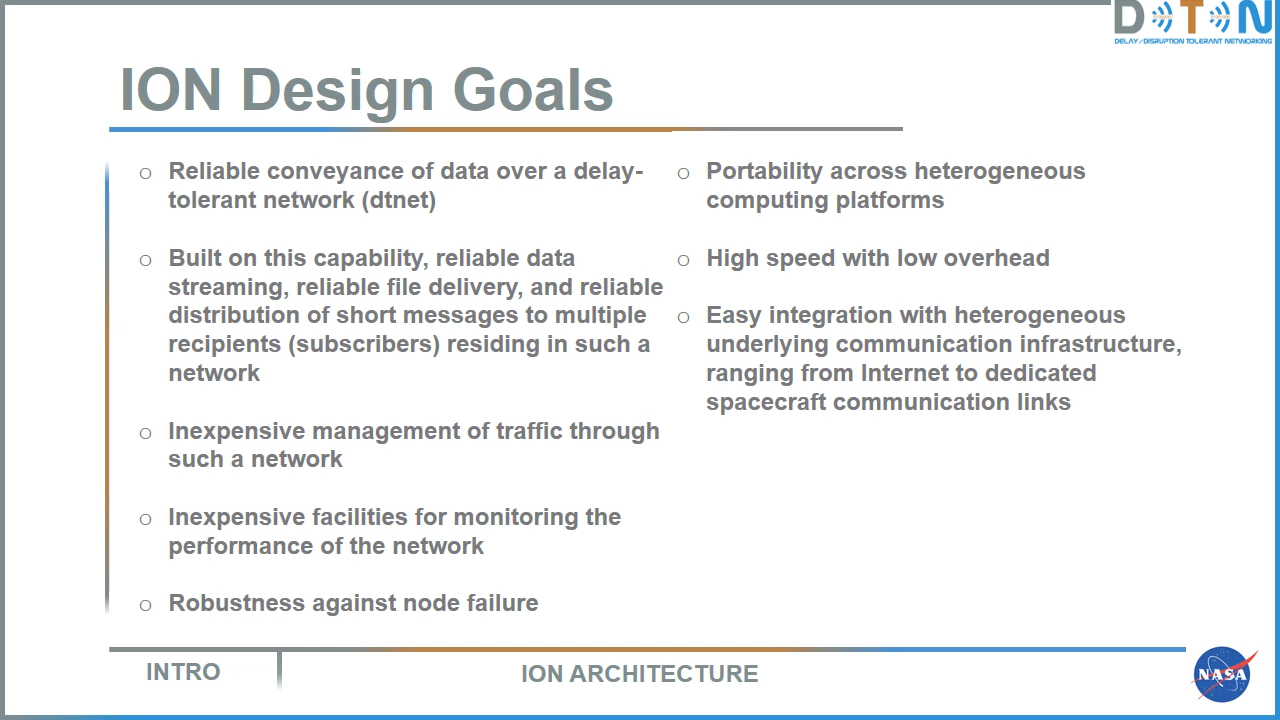 DTN
DELAY/DISRUPTION TOLERANT NETWORKING
ION Design Goals
o Reliable conveyance of data over a delay-
tolerant network (dtnet)
o Built on this capability, reliable data
streaming, reliable file delivery, and reliable
distribution of short messages to multiple
recipients (subscribers) residing in such a
network
o Inexpensive management of traffic through
such a network
o Inexpensive facilities for monitoring the
performance of the network
o Robustness against node failure
o Portability across heterogeneous
computing platforms
o High speed with low overhead
o Easy integration with heterogeneous
underlying communication infrastructure,
ranging from Internet to dedicated
spacecraft communication links
INTRO
ION ARCHITECTURE
NASA